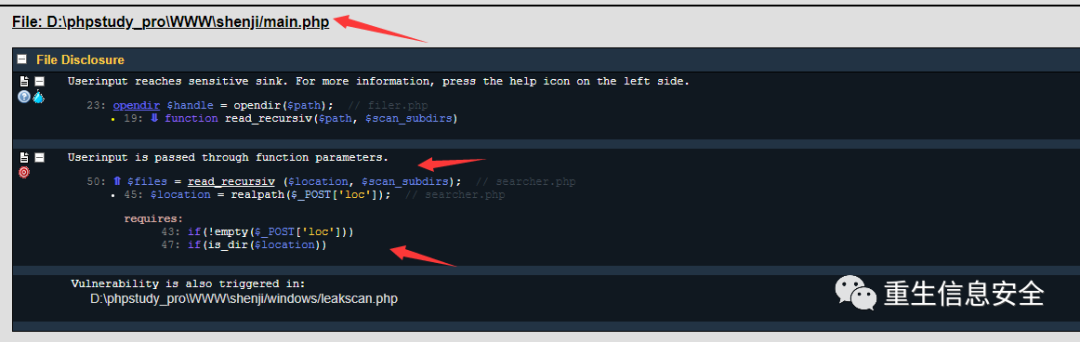 File: D:\phpstudy_pro\WWW\shenji/main.php
File Disclosure
Userinput reaches sensitive sink. For more information, press the help icon on the left side.
23: opendir $handle = opendir($path);  // filer.php
• 19: ⇓ function read_recursiv($path, $scan_subdirs)
Userinput is passed through function parameters.
50: ⇑ $files = read_recursiv ($location, $scan_subdirs);  // searcher.php
• 45: $location = realpath($_POST['loc']);  // searcher.php
requires:
43: if(!empty($_POST['loc']))
47: if(is_dir($location))
Vulnerability is also triggered in:
D:\phpstudy_pro\WWW\shenji/windows/leakscan.php
重生信息安全